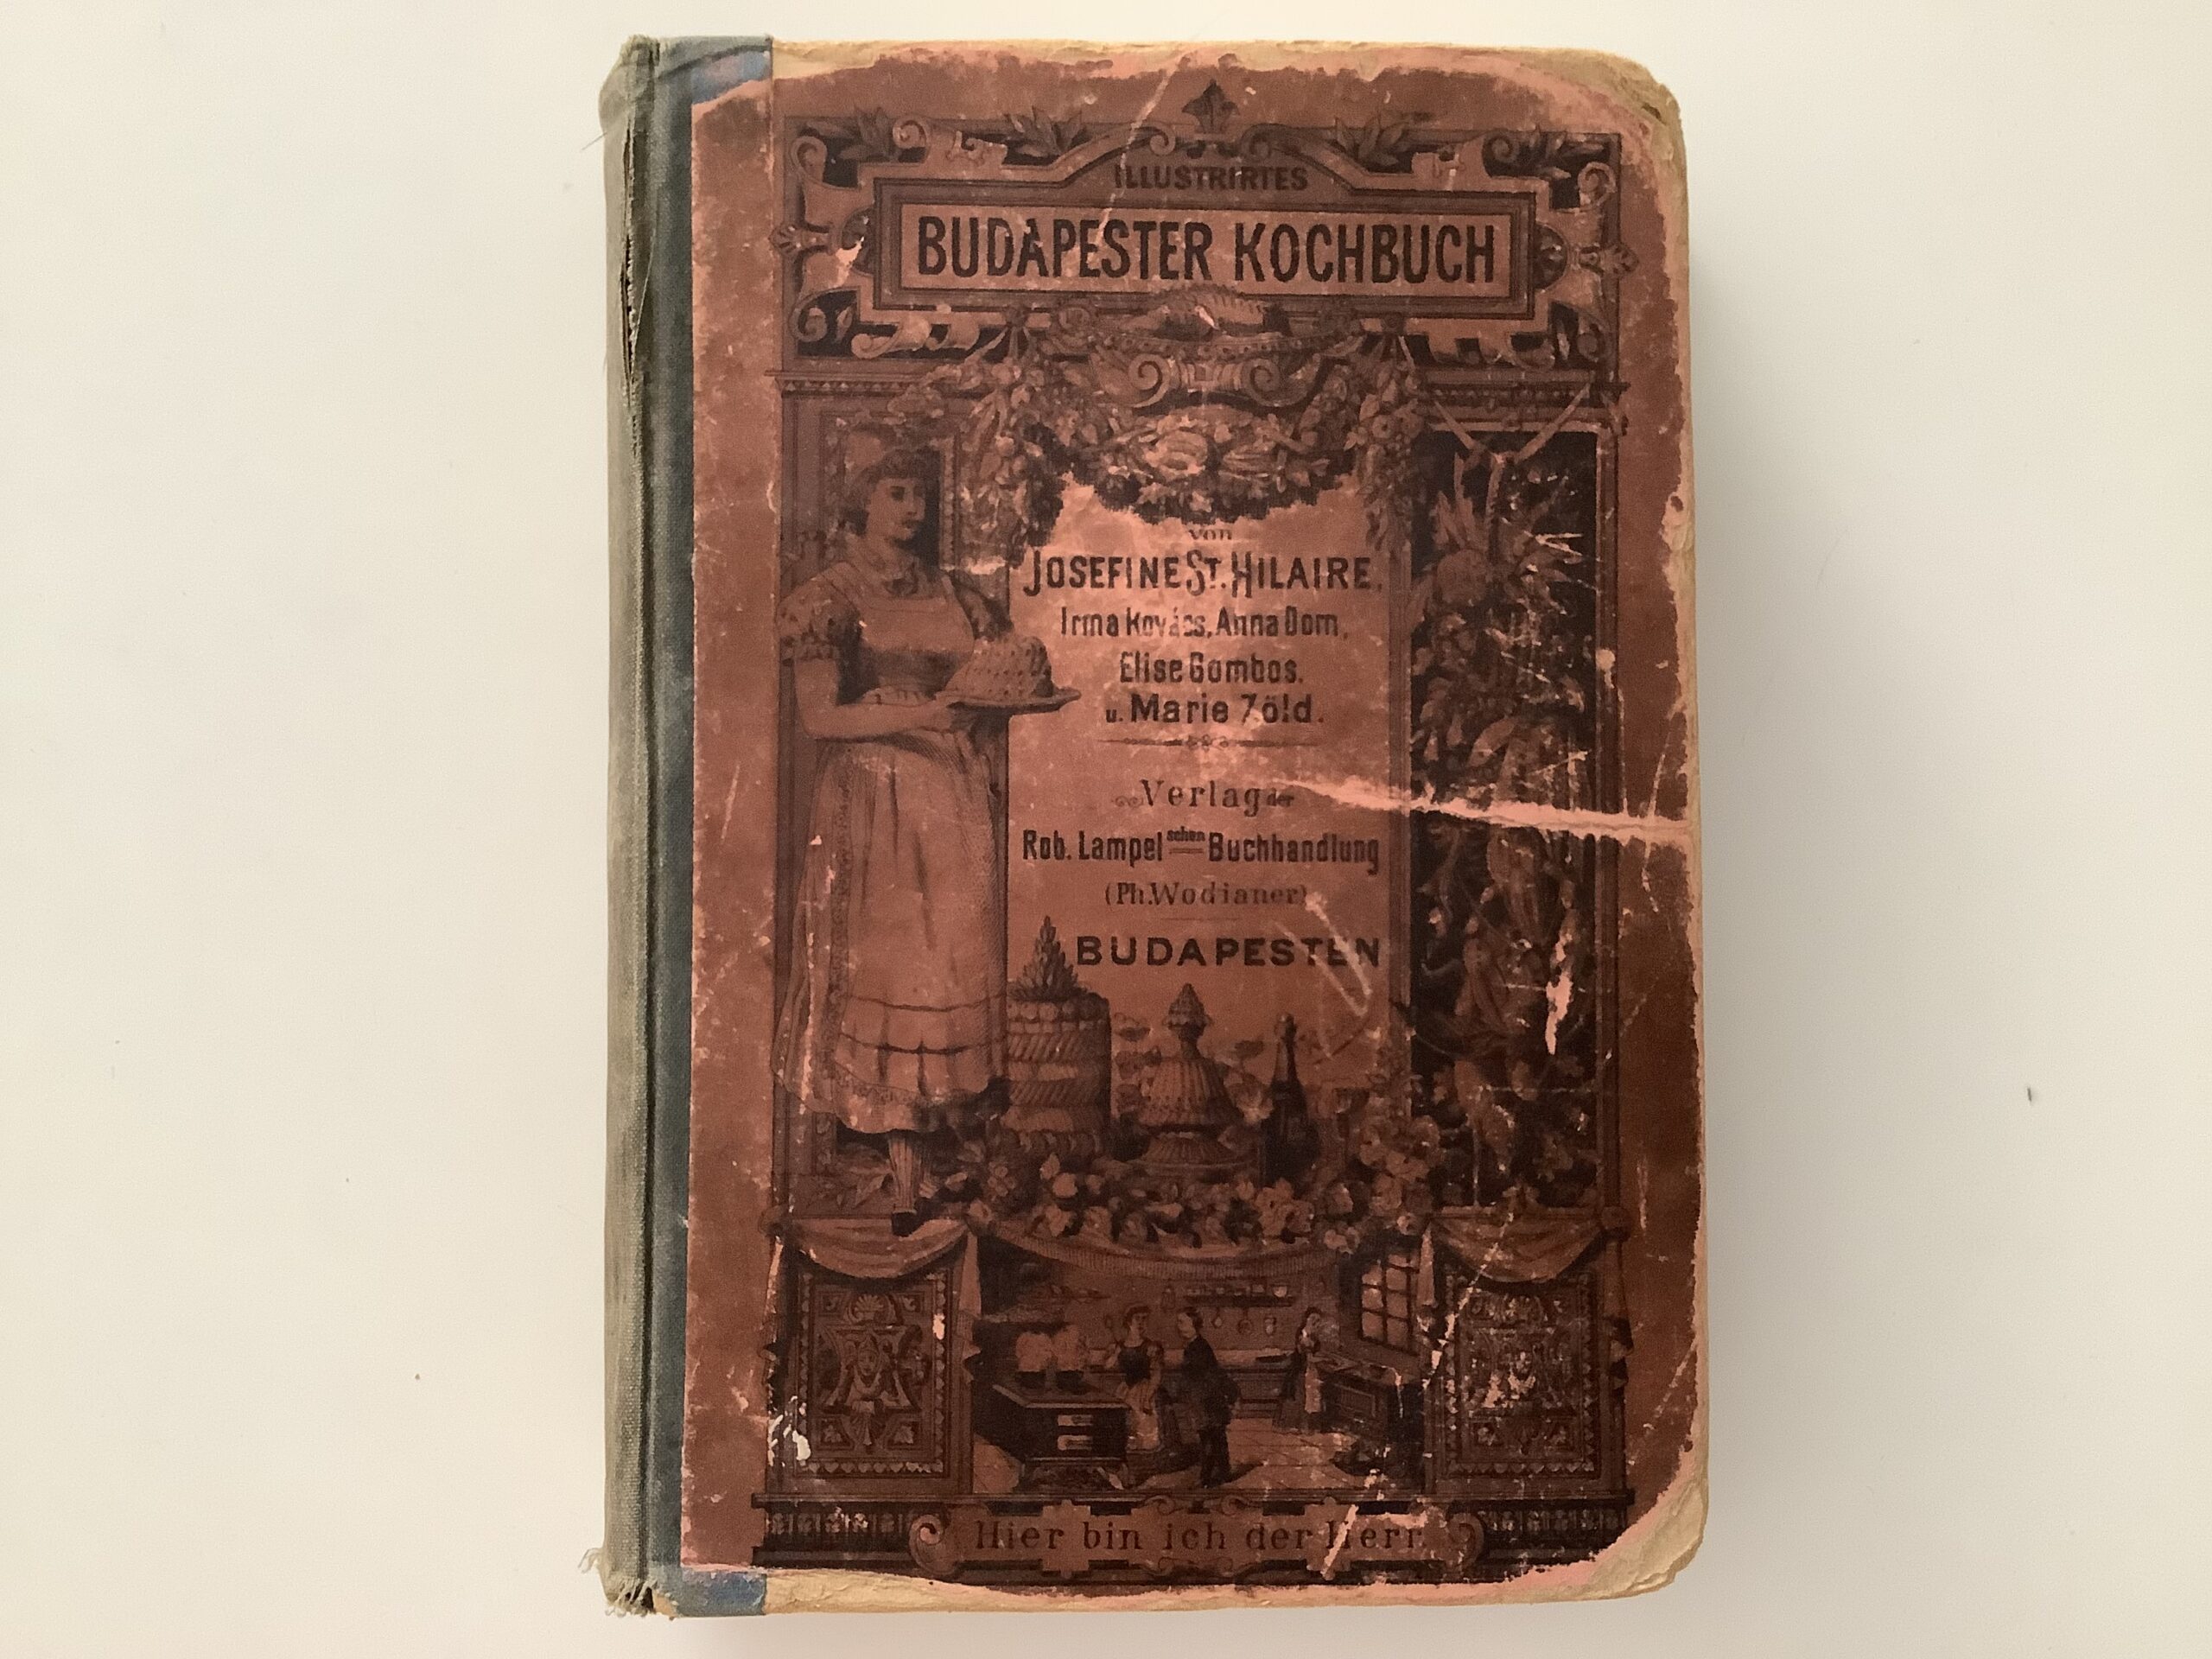 ILLUSTRIRTES
BUDAPESTER KOCHBUCH
von
JOSEFINE ST. HILAIRE,
Irma Kovács, Anna Dom,
Elise Gombos.
u. Marie Zöld.
Verlag der
Rob. Lampel schen Buchhandlung
(Ph. Wodianer)
BUDAPESTEN
Hier bin ich der Herr.